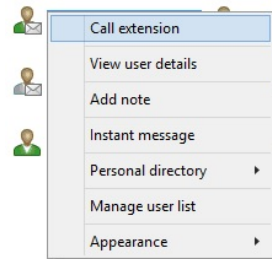 Call extension
View user details
Add note
Instant message
Personal directory
Manage user list
Appearance